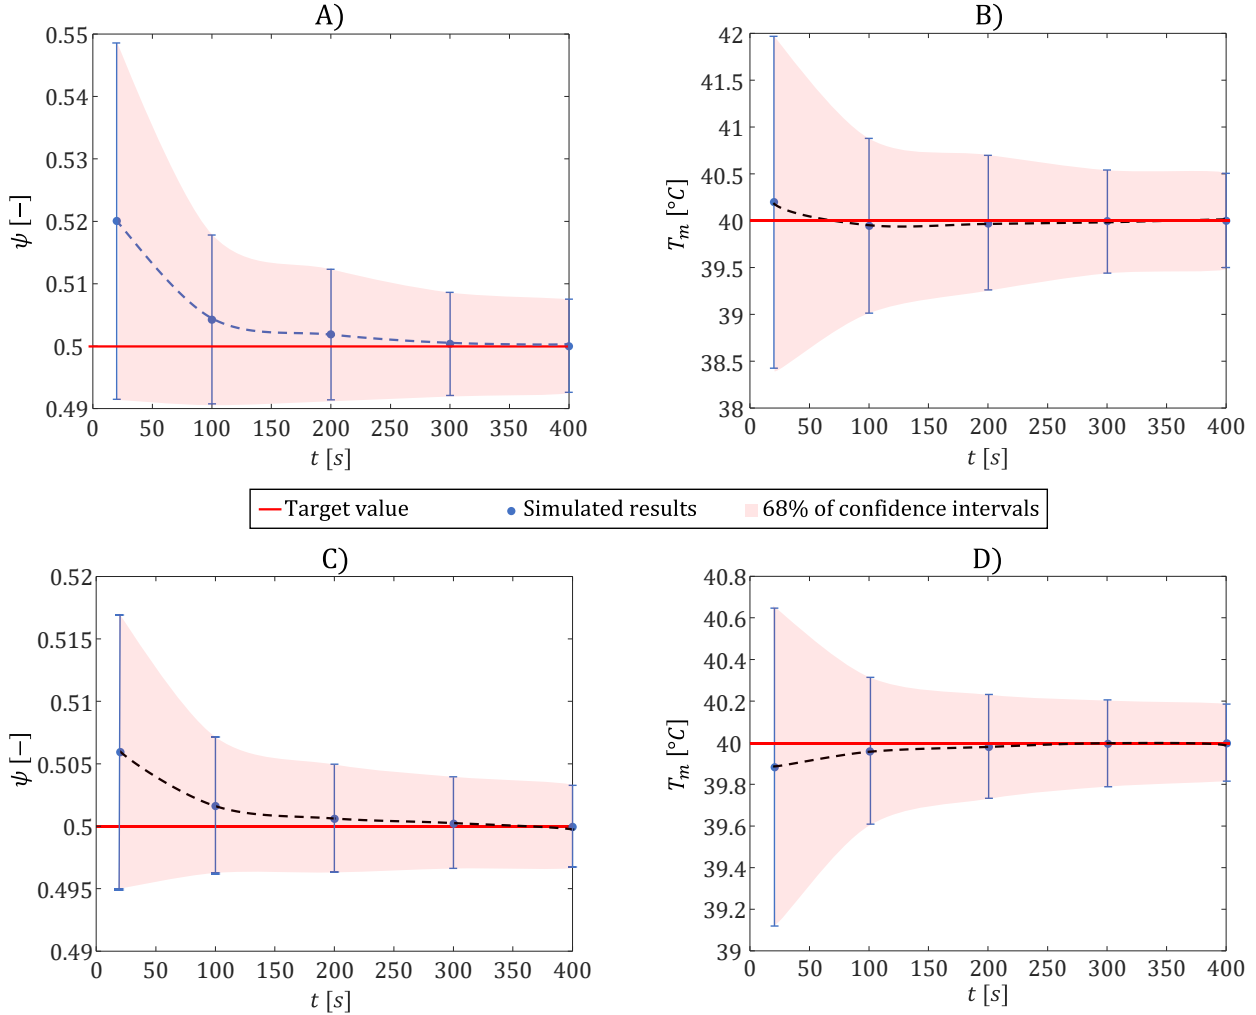 A)
0.55
0.54
0.53
0.52
0.51
0.5
0.49
ψ [−]
0 50 100 150 200 250 300 350 400
t [s]
B)
42
41.5
41
40.5
40
39.5
39
38.5
38
T_m [°C]
0 50 100 150 200 250 300 350 400
t [s]
Target value Simulated results 68% of confidence intervals
C)
0.52
0.515
0.51
0.505
0.5
0.495
0.49
ψ [−]
0 50 100 150 200 250 300 350 400
t [s]
D)
40.8
40.6
40.4
40.2
40
39.8
39.6
39.4
39.2
39
T_m [°C]
0 50 100 150 200 250 300 350 400
t [s]